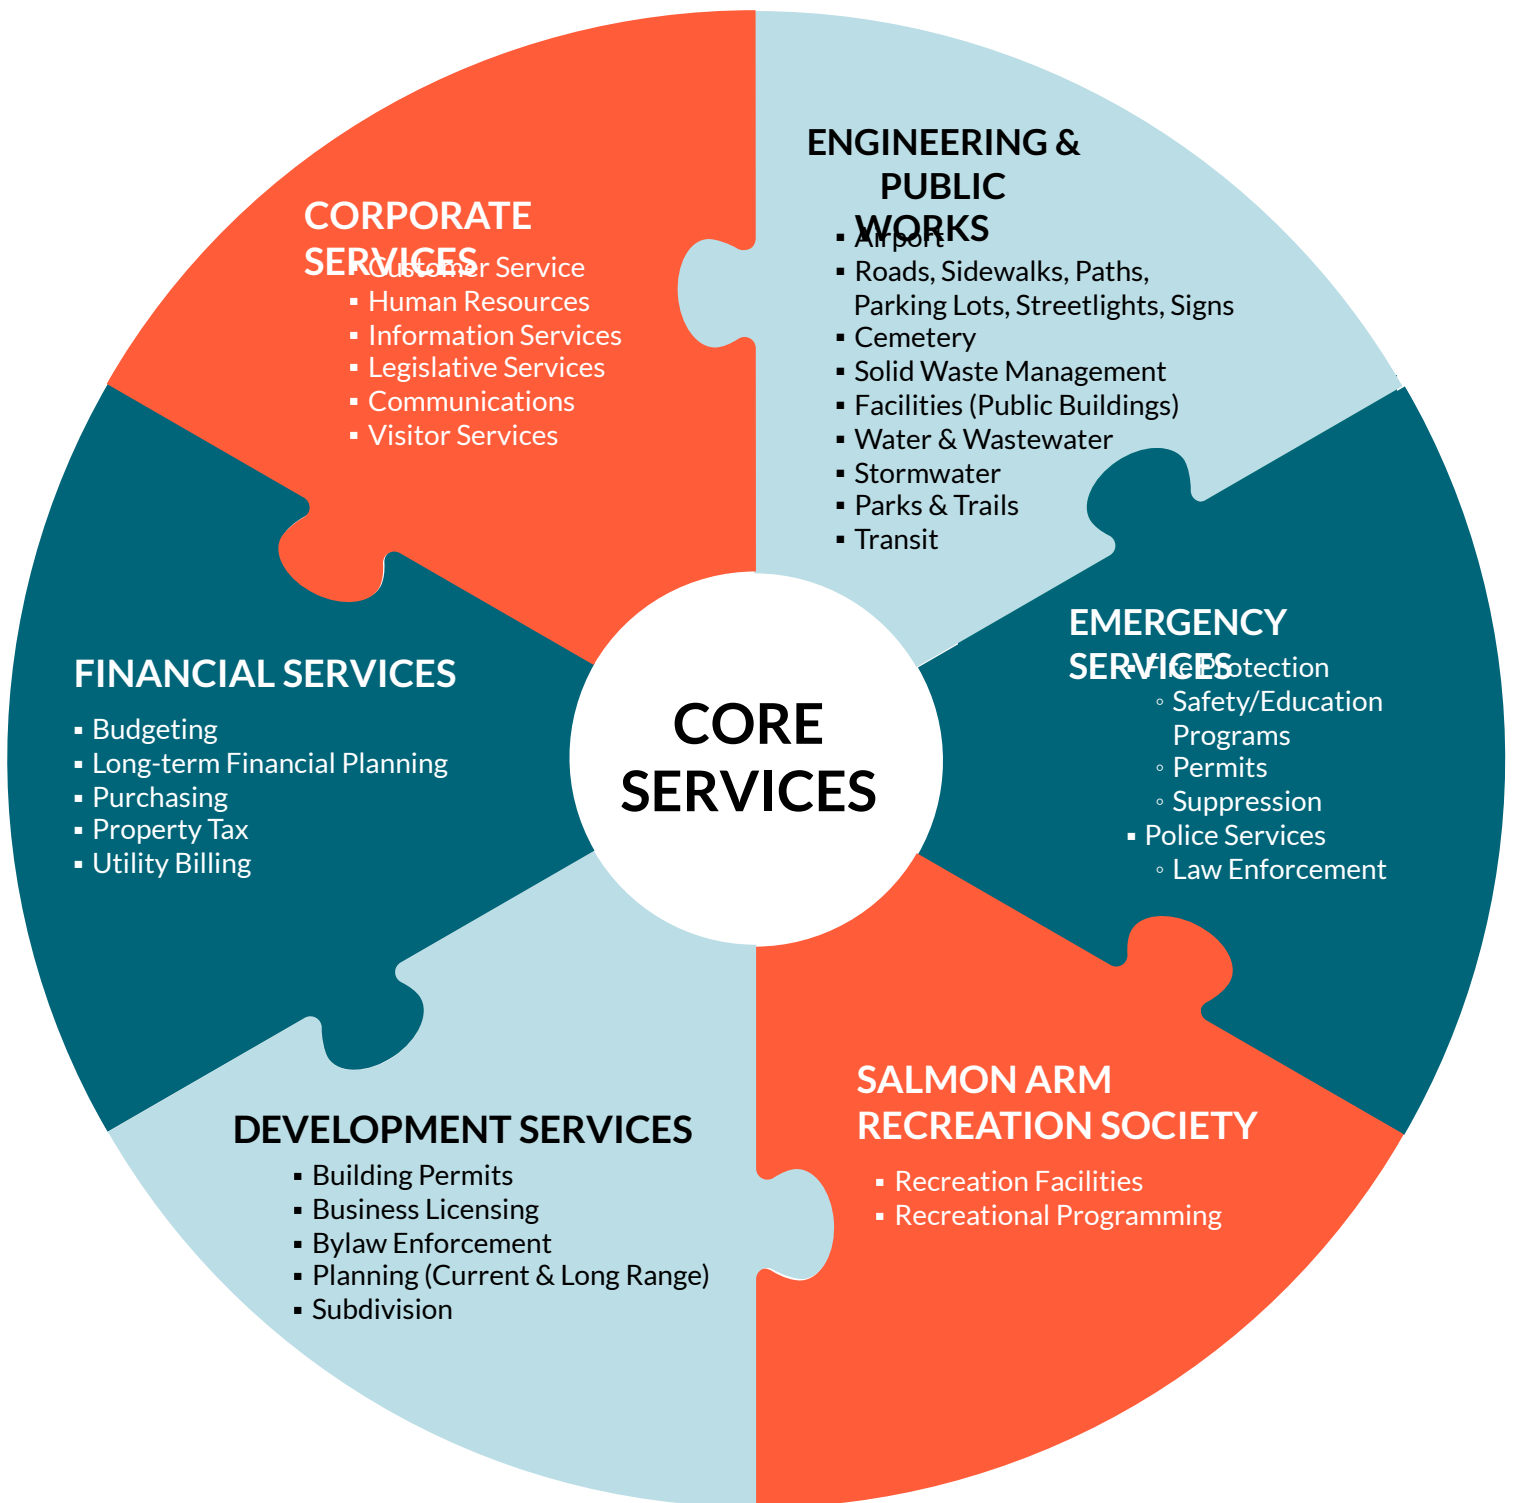 CORPORATE
SERVICES
▪ Customer Service
▪ Human Resources
▪ Information Services
▪ Legislative Services
▪ Communications
▪ Visitor Services
ENGINEERING &
PUBLIC
WORKS
▪ Airport
▪ Roads, Sidewalks, Paths,
Parking Lots, Streetlights, Signs
▪ Cemetery
▪ Solid Waste Management
▪ Facilities (Public Buildings)
▪ Water & Wastewater
▪ Stormwater
▪ Parks & Trails
▪ Transit
EMERGENCY
SERVICES
▪ Fire Protection
◦ Safety/Education
Programs
◦ Permits
◦ Suppression
▪ Police Services
◦ Law Enforcement
FINANCIAL SERVICES
▪ Budgeting
▪ Long-term Financial Planning
▪ Purchasing
▪ Property Tax
▪ Utility Billing
CORE
SERVICES
DEVELOPMENT SERVICES
▪ Building Permits
▪ Business Licensing
▪ Bylaw Enforcement
▪ Planning (Current & Long Range)
▪ Subdivision
SALMON ARM
RECREATION SOCIETY
▪ Recreation Facilities
▪ Recreational Programming